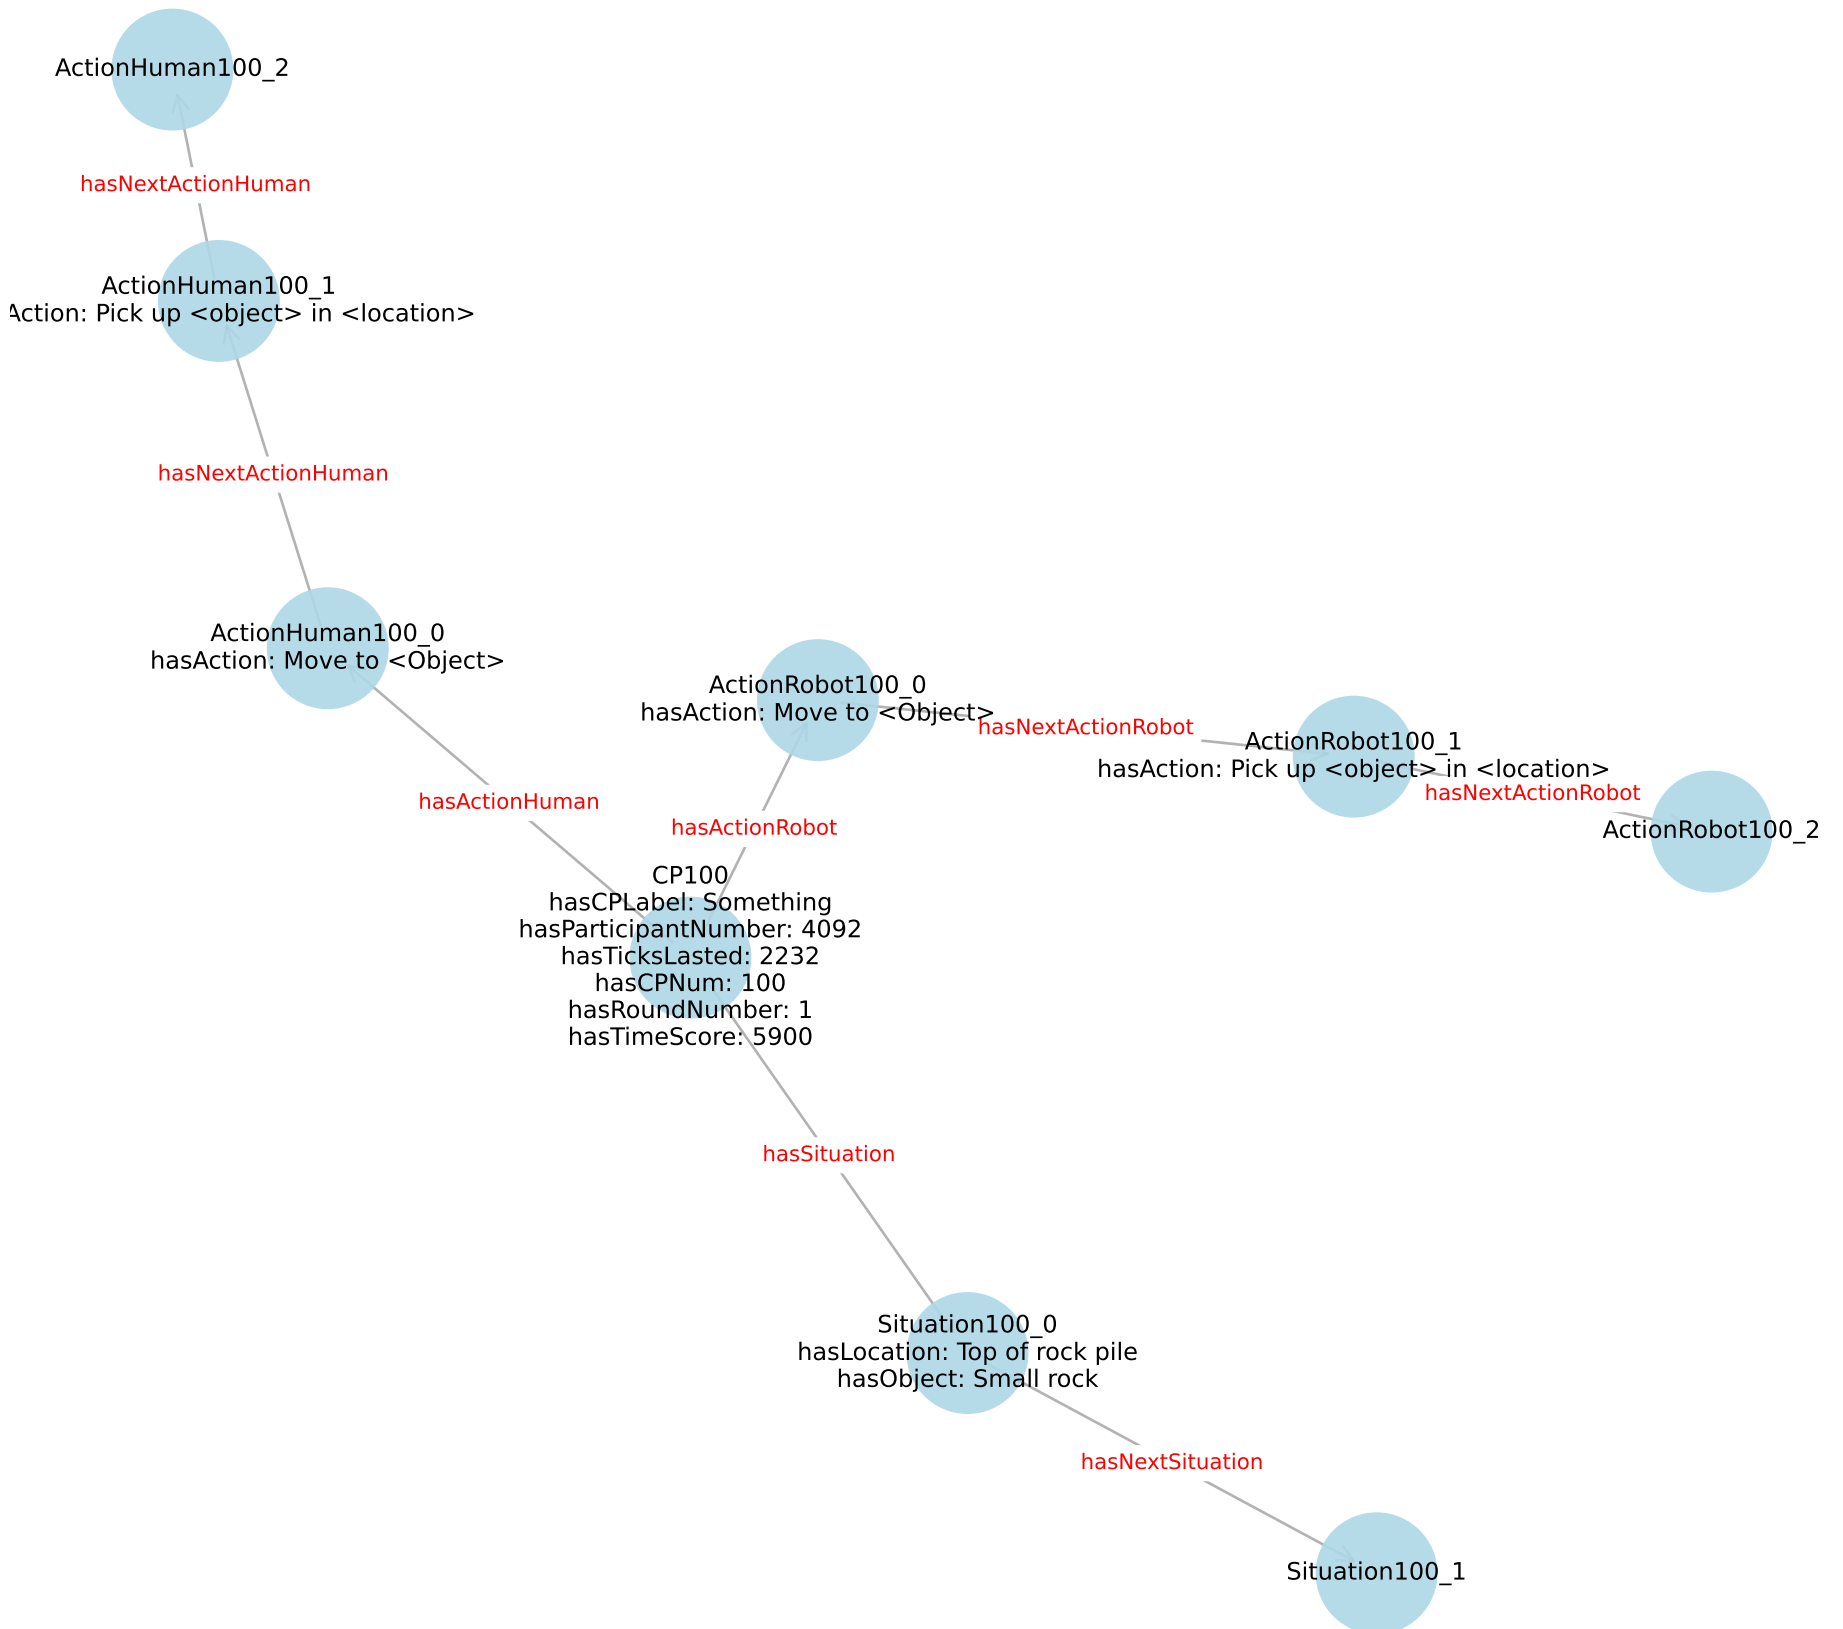 ActionHuman100_2
hasNextActionHuman
ActionHuman100_1
Action: Pick up <object> in <location>
hasNextActionHuman
ActionHuman100_0
hasAction: Move to <Object>
ActionRobot100_0
hasAction: Move to <Object>
hasNextActionRobot
ActionRobot100_1
hasAction: Pick up <object> in <location>
hasNextActionRobot
ActionRobot100_2
hasActionHuman
hasActionRobot
CP100
hasCPLabel: Something
hasParticipantNumber: 4092
hasTicksLasted: 2232
hasCPNum: 100
hasRoundNumber: 1
hasTimeScore: 5900
hasSituation
Situation100_0
hasLocation: Top of rock pile
hasObject: Small rock
hasNextSituation
Situation100_1